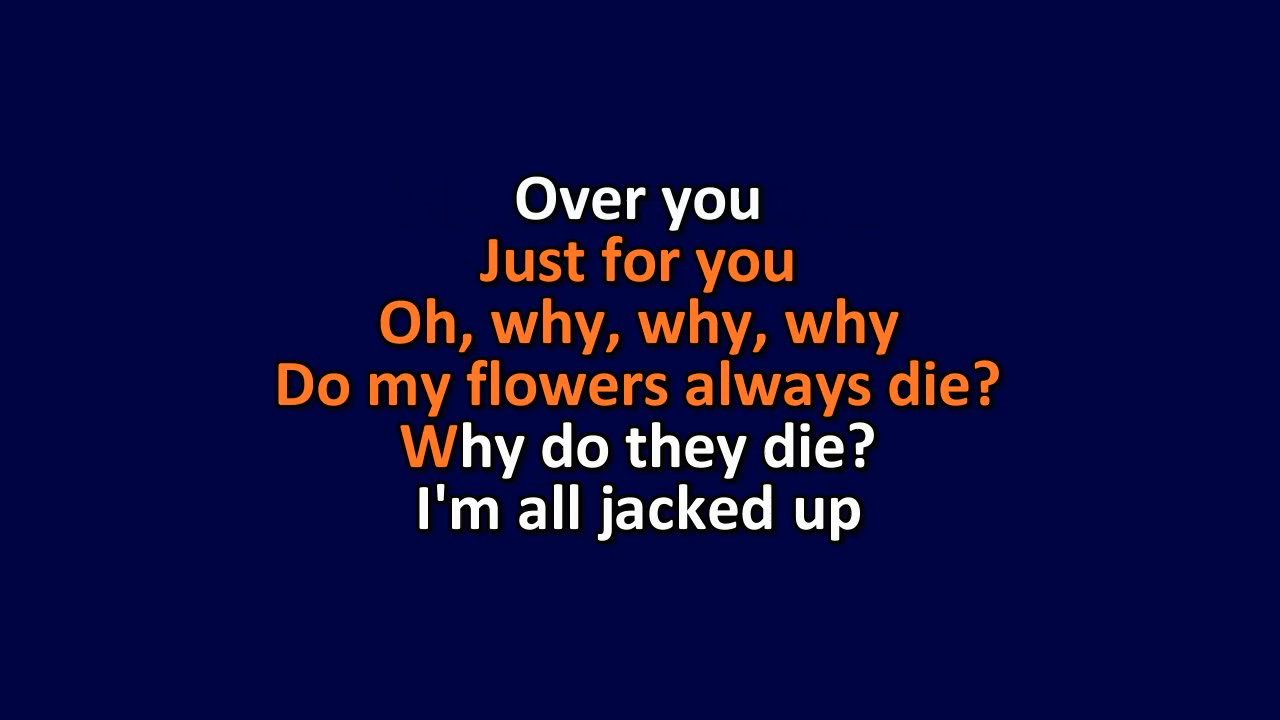 Over you
Just for you
Oh, why, why, why
Do my flowers always die?
Why do they die?
I'm all jacked up